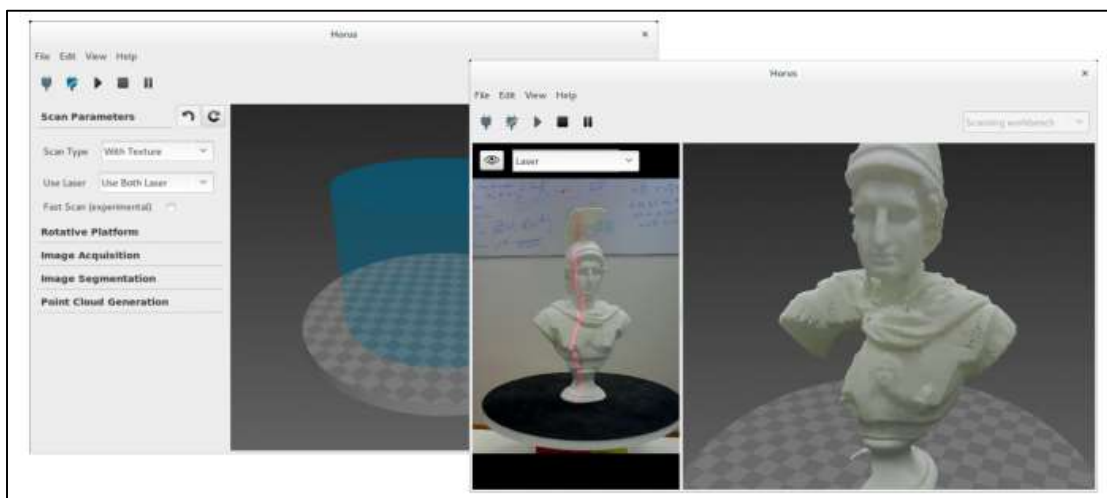 Horus
File Edit View Help
Scan Parameters
Scan Type With Texture
Use Laser Use Both Laser
Fast Scan (experimental)
Rotative Platform
Image Acquisition
Image Segmentation
Point Cloud Generation
Horus
File Edit View Help
Scanning workbench
Laser